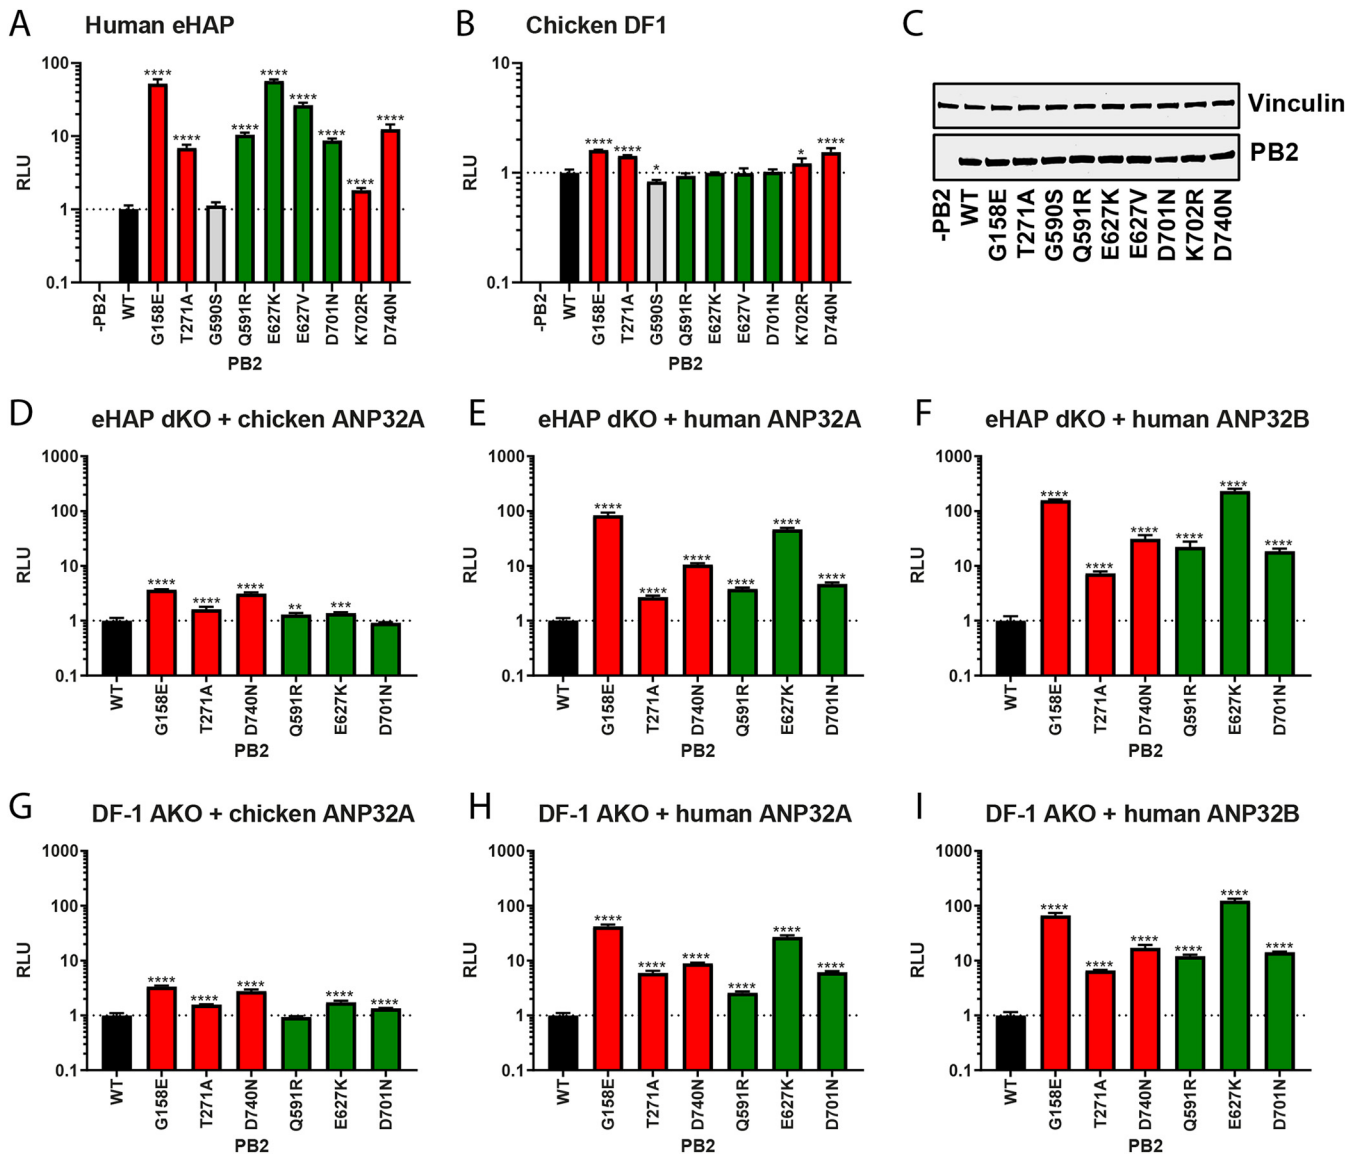 A
Human eHAP
100
10
1
0.1
RLU
****
****
****
****
****
****
****
****
-PB2
WT
G158E
T271A
G590S
Q591R
E627K
E627V
D701N
K702R
D740N
PB2
B
Chicken DF1
10
1
0.1
RLU
****
****
*
*
****
-PB2
WT
G158E
T271A
G590S
Q591R
E627K
E627V
D701N
K702R
D740N
PB2
C
Vinculin
PB2
-PB2
WT
G158E
T271A
G590S
Q591R
E627K
E627V
D701N
K702R
D740N
D
eHAP dKO + chicken ANP32A
1000
100
10
1
0.1
RLU
****
****
****
**
***
WT
G158E
T271A
D740N
Q591R
E627K
D701N
PB2
E
eHAP dKO + human ANP32A
1000
100
10
1
0.1
RLU
****
****
****
****
****
****
WT
G158E
T271A
D740N
Q591R
E627K
D701N
PB2
F
eHAP dKO + human ANP32B
1000
100
10
1
0.1
RLU
****
****
****
****
****
****
WT
G158E
T271A
D740N
Q591R
E627K
D701N
PB2
G
DF-1 AKO + chicken ANP32A
1000
100
10
1
0.1
RLU
****
****
****
****
****
WT
G158E
T271A
D740N
Q591R
E627K
D701N
PB2
H
DF-1 AKO + human ANP32A
1000
100
10
1
0.1
RLU
****
****
****
****
****
****
WT
G158E
T271A
D740N
Q591R
E627K
D701N
PB2
I
DF-1 AKO + human ANP32B
1000
100
10
1
0.1
RLU
****
****
****
****
****
****
WT
G158E
T271A
D740N
Q591R
E627K
D701N
PB2